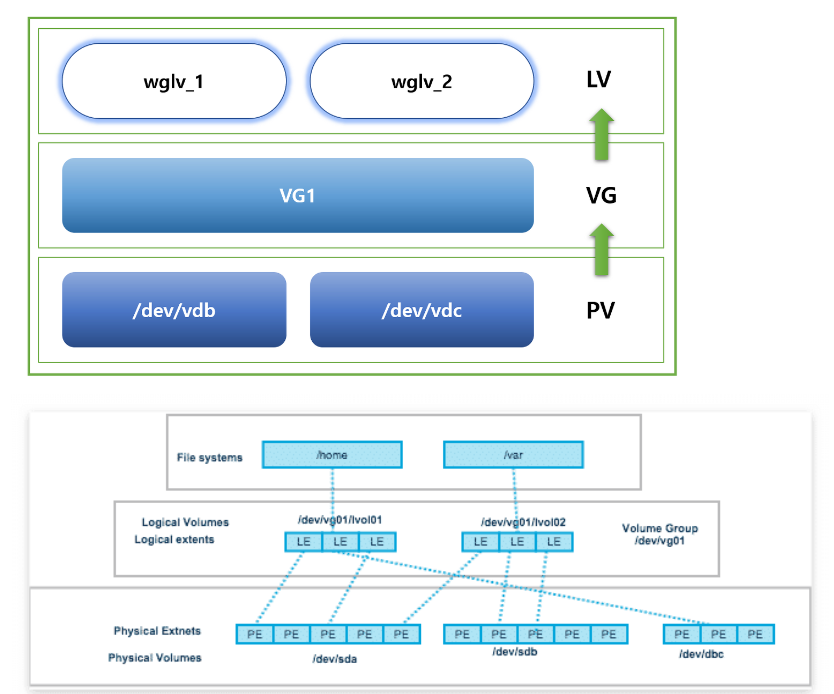 wglv_1 wglv_2 LV
VG1 VG
/dev/vdb /dev/vdc PV
File systems /home /var
Logical Volumes /dev/vg01/lvol01 /dev/vg01/lvol02 Volume Group
Logical extents LE LE LE LE LE LE /dev/vg01
Physical Extnets PE PE PE PE PE PE PE PE PE PE PE PE PE
Physical Volumes /dev/sda /dev/sdb /dev/dbc